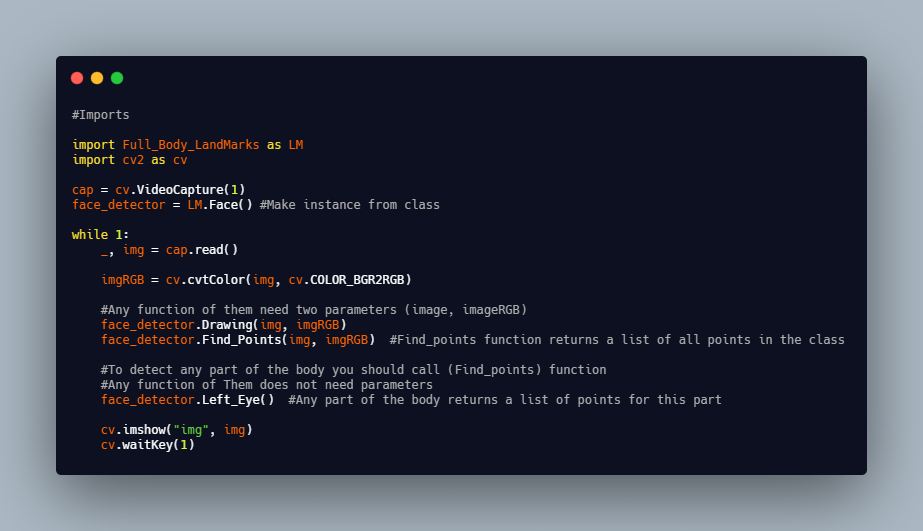 #Imports
import Full_Body_LandMarks as LM
import cv2 as cv
cap = cv.VideoCapture(1)
face_detector = LM.Face() #Make instance from class
while 1:
    _, img = cap.read()
    imgRGB = cv.cvtColor(img, cv.COLOR_BGR2RGB)
    #Any function of them need two parameters (image, imageRGB)
    face_detector.Drawing(img, imgRGB)
    face_detector.Find_Points(img, imgRGB)  #Find_points function returns a list of all points in the class
    #To detect any part of the body you should call (Find_points) function
    #Any function of Them does not need parameters
    face_detector.Left_Eye()  #Any part of the body returns a list of points for this part
    cv.imshow("img", img)
    cv.waitKey(1)